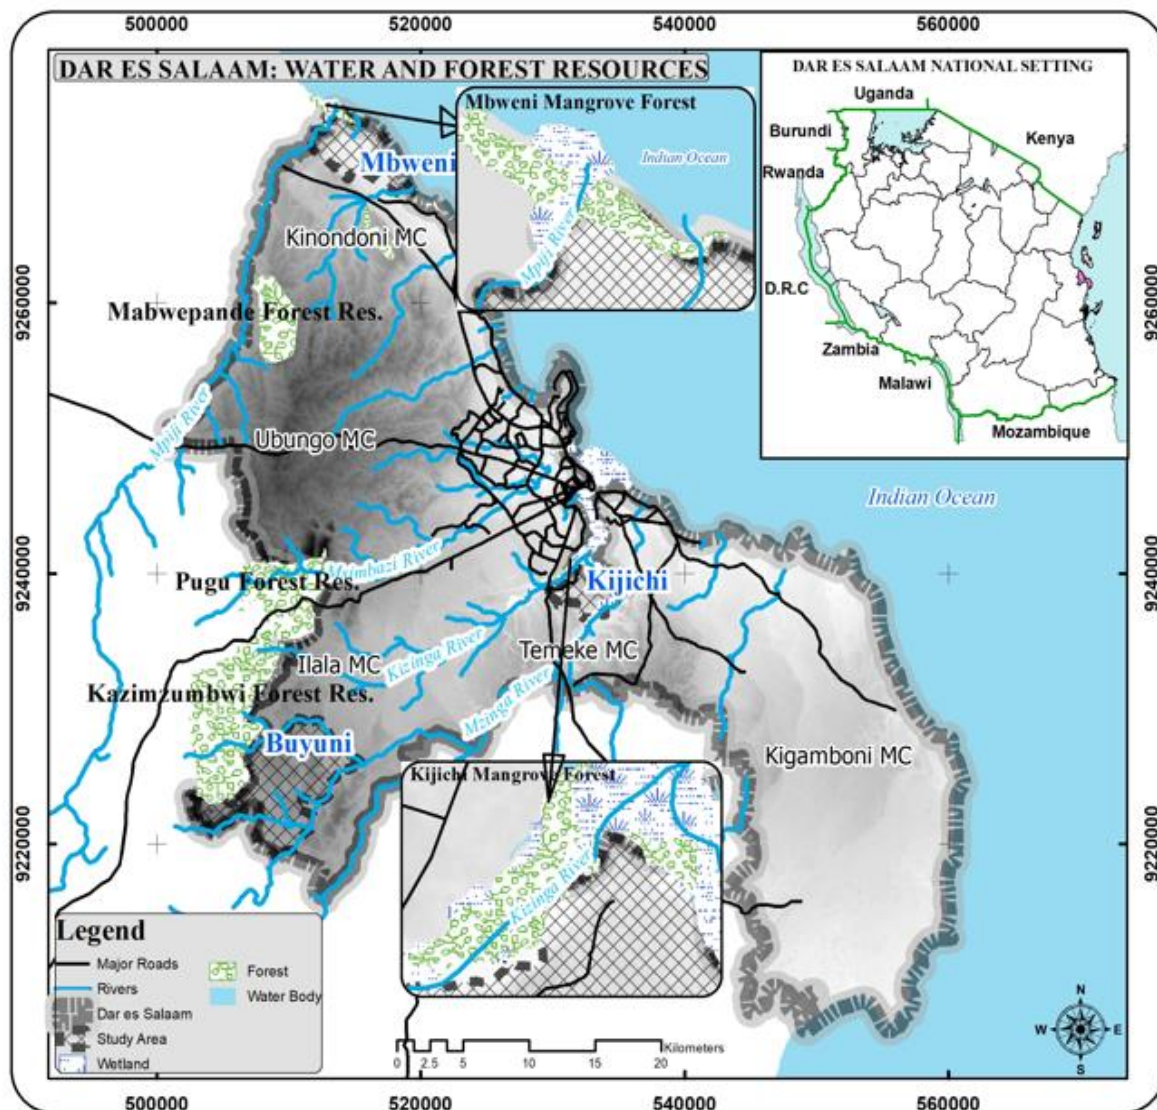 500000 520000 540000 560000
DAR ES SALAAM: WATER AND FOREST RESOURCES
DAR ES SALAAM NATIONAL SETTING
Uganda
Burundi
Kenya
Rwanda
D.R.C
Zambia
Malawi
Mozambique
Mbweni Mangrove Forest
Indian Ocean
Mpiji River
Mbweni
Kinondoni MC
9260000
9260000
Mabwepande Forest Res.
Mpiji River
Ubungo MC
Indian Ocean
9240000
9240000
Msimbazi River
Pugu Forest Res.
Kijichi
Ilala MC
Kizinga River
Temeke MC
Kazimzumbwi Forest Res.
Mzinga River
Buyuni
Kigamboni MC
9220000
9220000
Kijichi Mangrove Forest
Kizinga River
Legend
Major Roads
Rivers
Dar es Salaam
Study Area
Wetland
Forest
Water Body
Kilometers
0 2.5 5 10 15 20
N
W E
S
500000 520000 540000 560000